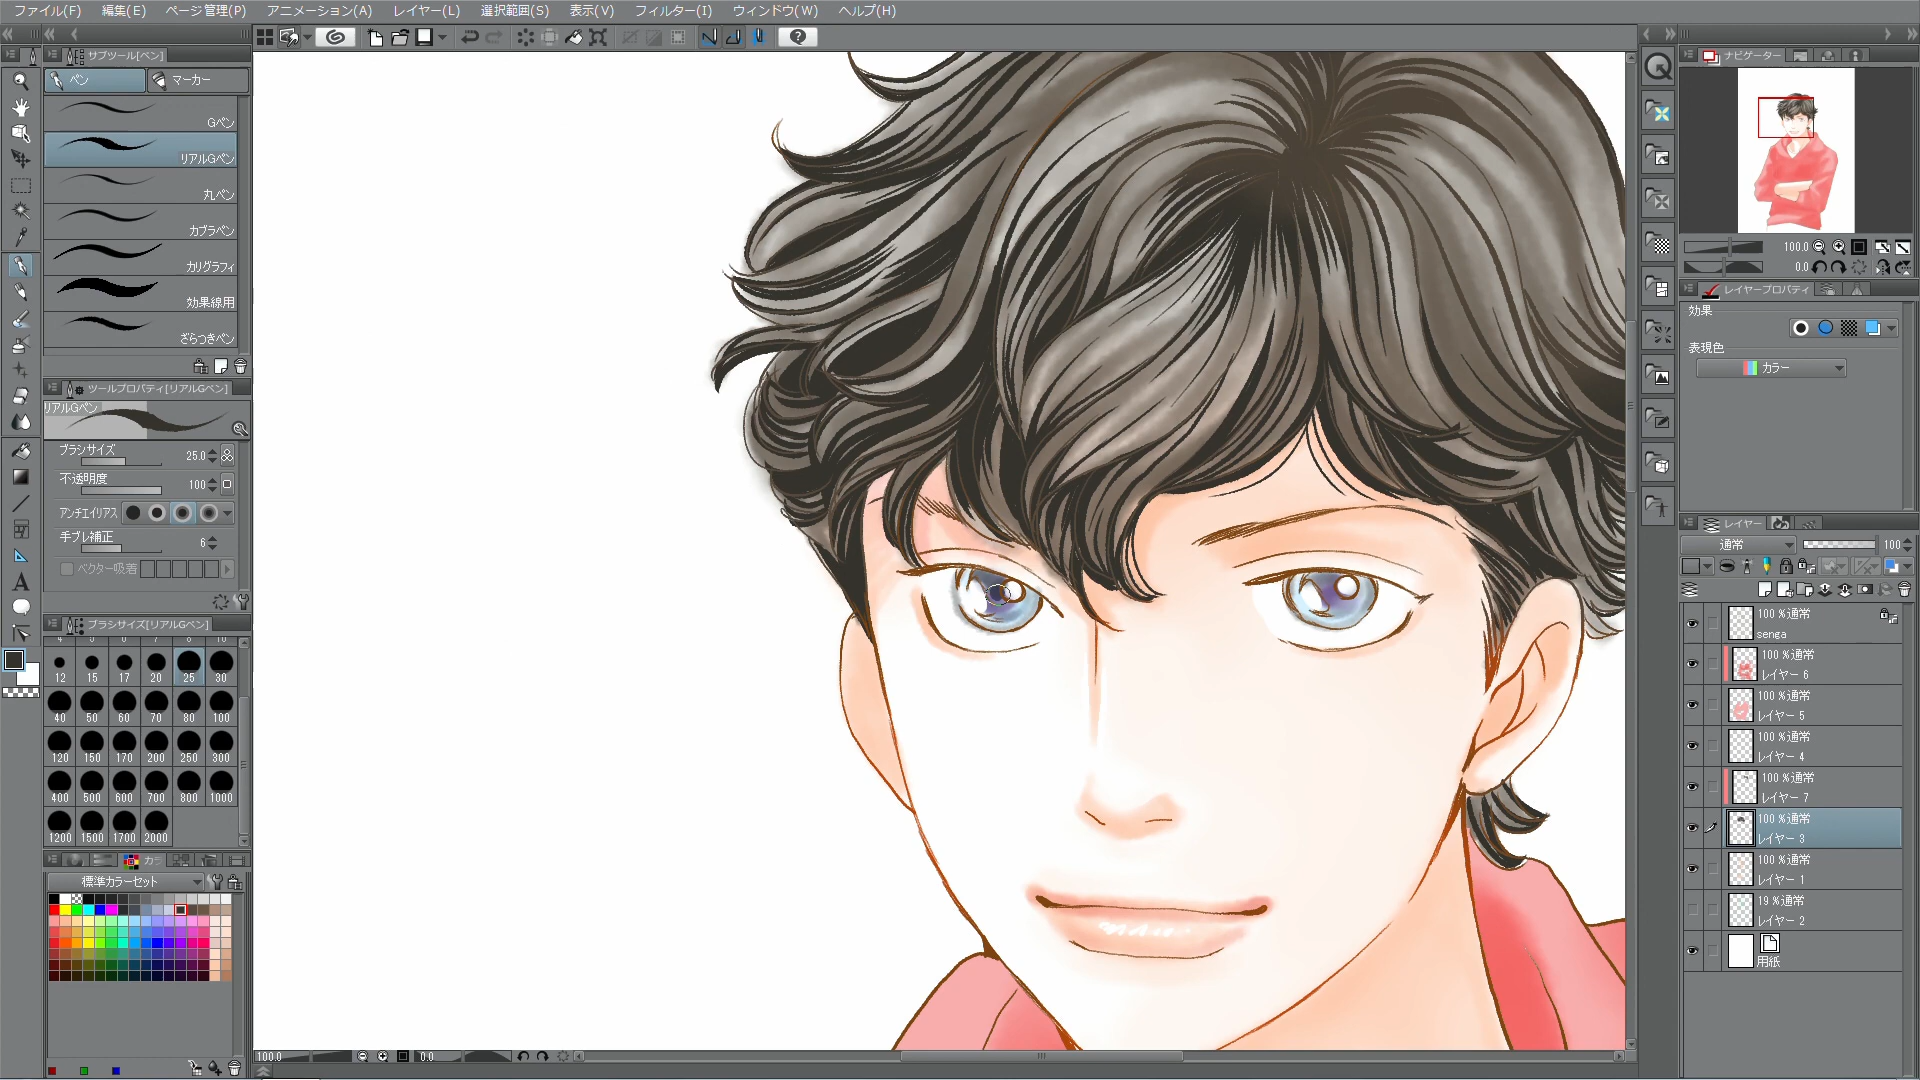 ファイル(F) 編集(E) ページ管理(P) アニメーション(A) レイヤー(L) 選択範囲(S) 表示(V) フィルター(I) ウィンドウ(W) ヘルプ(H)
サブツール[ペン]
ペン マーカー
Gペン
リアルGペン
丸ペン
カブラペン
カリグラフィ
効果線用
ざらつきペン
ツールプロパティ[リアルGペン]
リアルGペン
ブラシサイズ 25.0
不透明度 100
アンチエイリアス
手ブレ補正 6
ベクター吸着
ブラシサイズ[リアルGペン]
12 15 17 20 25 30
40 50 60 70 80 100
120 150 170 200 250 300
400 500 600 700 800 1000
1200 1500 1700 2000
カラ
標準カラーセット
100.0 0.0
ナビゲーター
100.0
0.0
レイヤープロパティ
効果
表現色
カラー
レイヤー
通常 100
100 %通常
senga
100 %通常
レイヤー 6
100 %通常
レイヤー 5
100 %通常
レイヤー 4
100 %通常
レイヤー 7
100 %通常
レイヤー 3
100 %通常
レイヤー 1
19 %通常
レイヤー 2
用紙